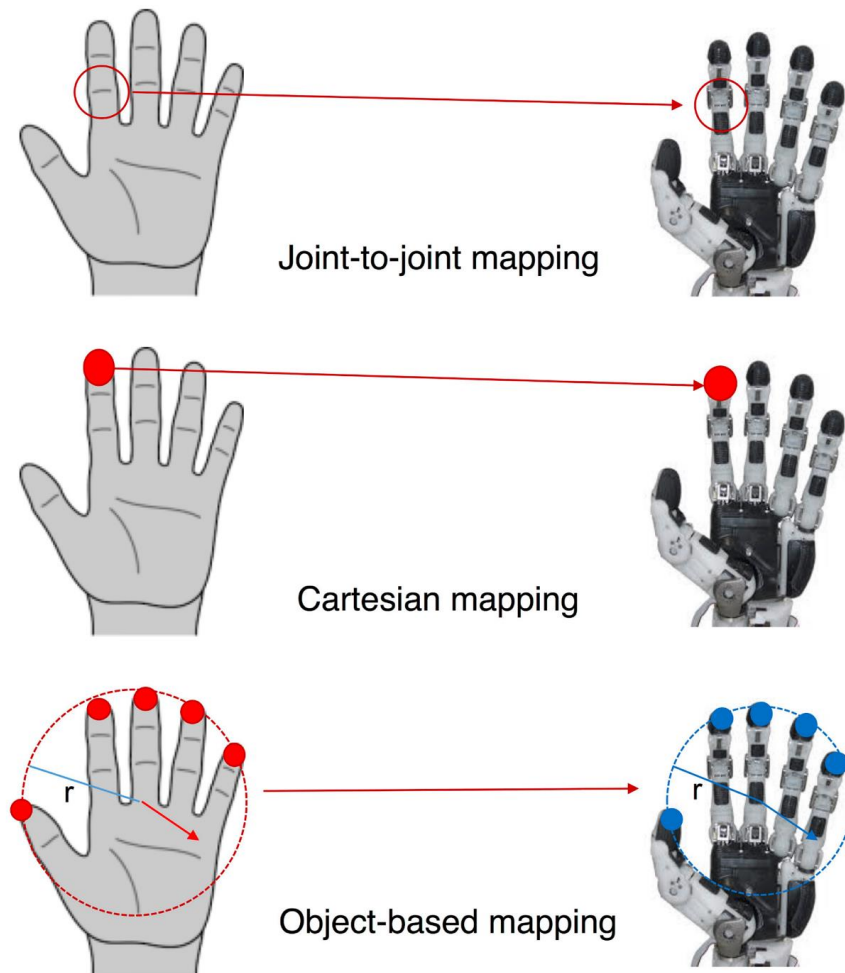 Joint-to-joint mapping
Cartesian mapping
r
r
Object-based mapping